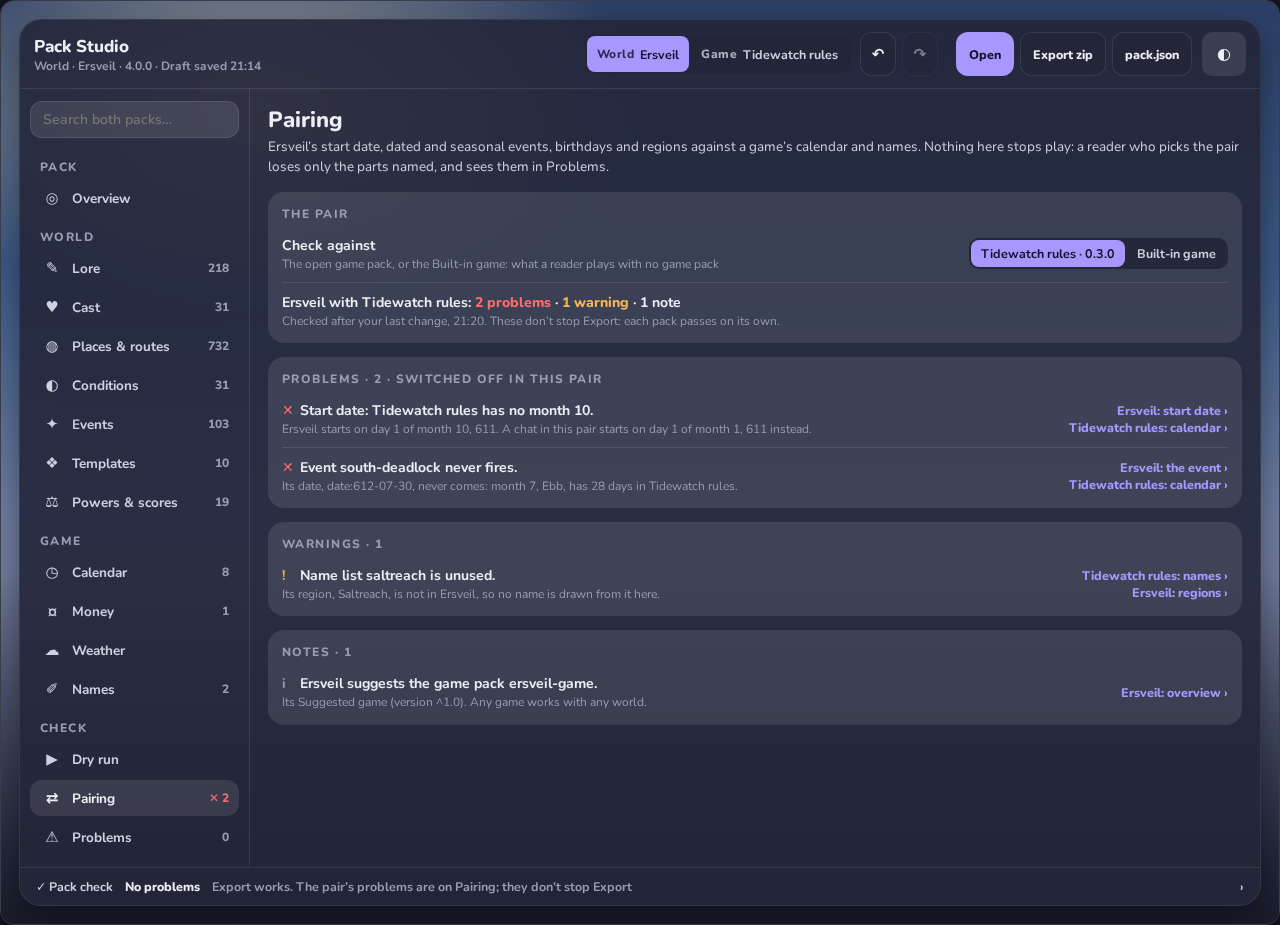 Pack Studio
World · Ersveil · 4.0.0 · Draft saved 21:14
World Ersveil
Game Tidewatch rules
Open
Export zip
pack.json
Search both packs...
PACK
Overview
WORLD
Lore 218
Cast 31
Places & routes 732
Conditions 31
Events 103
Templates 10
Powers & scores 19
GAME
Calendar 8
Money 1
Weather
Names 2
CHECK
Dry run
Pairing × 2
Problems 0
Pairing
Ersveil’s start date, dated and seasonal events, birthdays and regions against a game’s calendar and names. Nothing here stops play: a reader who picks the pair
loses only the parts named, and sees them in Problems.
THE PAIR
Check against
The open game pack, or the Built-in game: what a reader plays with no game pack
Tidewatch rules · 0.3.0
Built-in game
Ersveil with Tidewatch rules: 2 problems · 1 warning · 1 note
Checked after your last change, 21:20. These don’t stop Export: each pack passes on its own.
PROBLEMS · 2 · SWITCHED OFF IN THIS PAIR
× Start date: Tidewatch rules has no month 10.
Ersveil starts on day 1 of month 10, 611. A chat in this pair starts on day 1 of month 1, 611 instead.
Ersveil: start date ›
Tidewatch rules: calendar ›
× Event south-deadlock never fires.
Its date, date:612-07-30, never comes: month 7, Ebb, has 28 days in Tidewatch rules.
Ersveil: the event ›
Tidewatch rules: calendar ›
WARNINGS · 1
! Name list saltreach is unused.
Its region, Saltreach, is not in Ersveil, so no name is drawn from it here.
Tidewatch rules: names ›
Ersveil: regions ›
NOTES · 1
i Ersveil suggests the game pack ersveil-game.
Its Suggested game (version ^1.0). Any game works with any world.
Ersveil: overview ›
✓ Pack check No problems Export works. The pair’s problems are on Pairing; they don’t stop Export ›